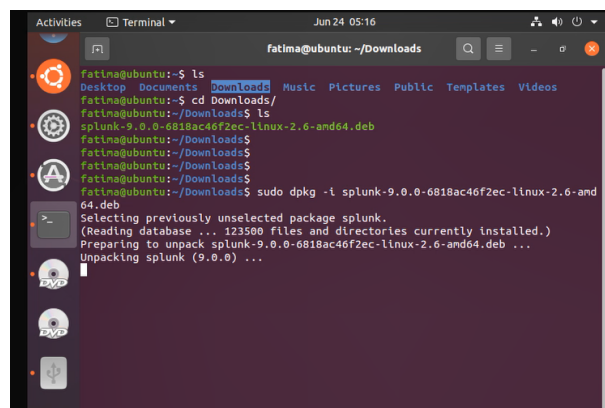 Activities
Terminal
Jun 24 05:16
fatima@ubuntu: ~/Downloads
fatima@ubuntu:~$ ls
Desktop Documents Downloads Music Pictures Public Templates Videos
fatima@ubuntu:~$ cd Downloads/
fatima@ubuntu:~/Downloads$ ls
splunk-9.0.0-6818ac46f2ec-linux-2.6-amd64.deb
fatima@ubuntu:~/Downloads$
fatima@ubuntu:~/Downloads$
fatima@ubuntu:~/Downloads$
fatima@ubuntu:~/Downloads$
fatima@ubuntu:~/Downloads$ sudo dpkg -i splunk-9.0.0-6818ac46f2ec-linux-2.6-amd
64.deb
Selecting previously unselected package splunk.
(Reading database ... 123500 files and directories currently installed.)
Preparing to unpack splunk-9.0.0-6818ac46f2ec-linux-2.6-amd64.deb ...
Unpacking splunk (9.0.0) ...
DVD
DVD